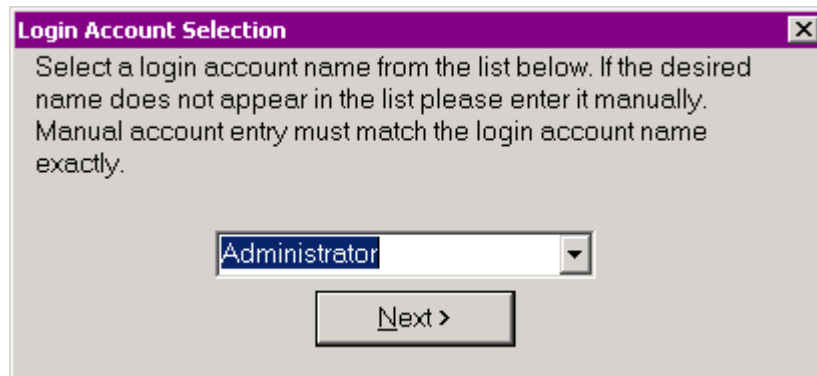 Login Account Selection
Select a login account name from the list below. If the desired
name does not appear in the list please enter it manually.
Manual account entry must match the login account name
exactly.
Administrator
Next >